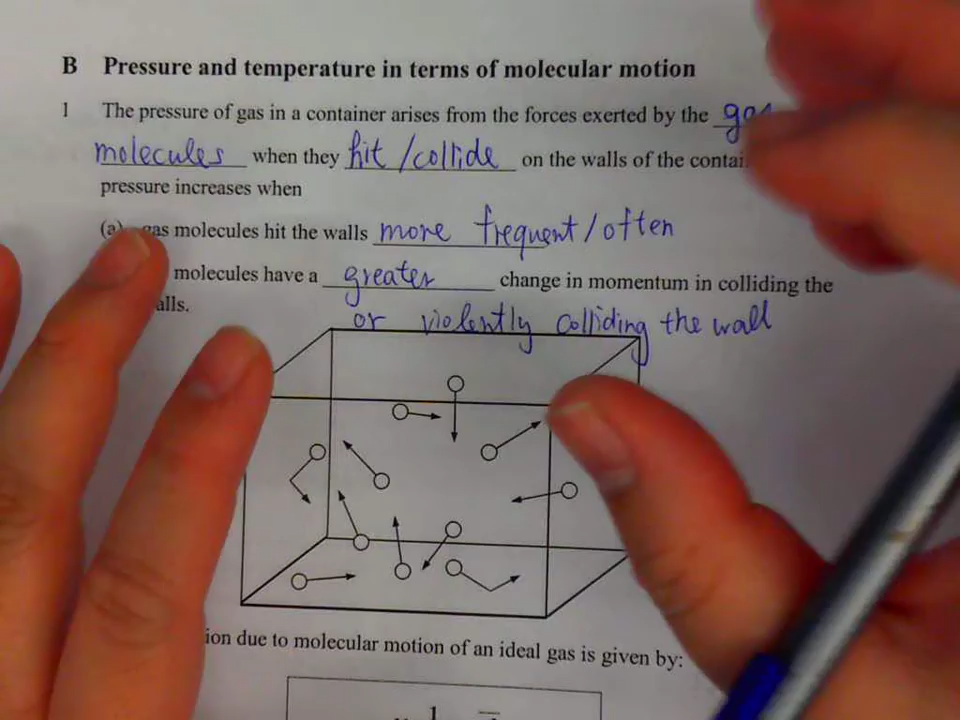 B Pressure and temperature in terms of molecular motion
1 The pressure of gas in a container arises from the forces exerted by the gas
molecules when they hit / collide on the walls of the
pressure increases when
(a) gas molecules hit the walls more frequent / often
molecules have a greater change in momentum in colliding the
or violently colliding the wall
due to molecular motion of an ideal gas is given by:
1